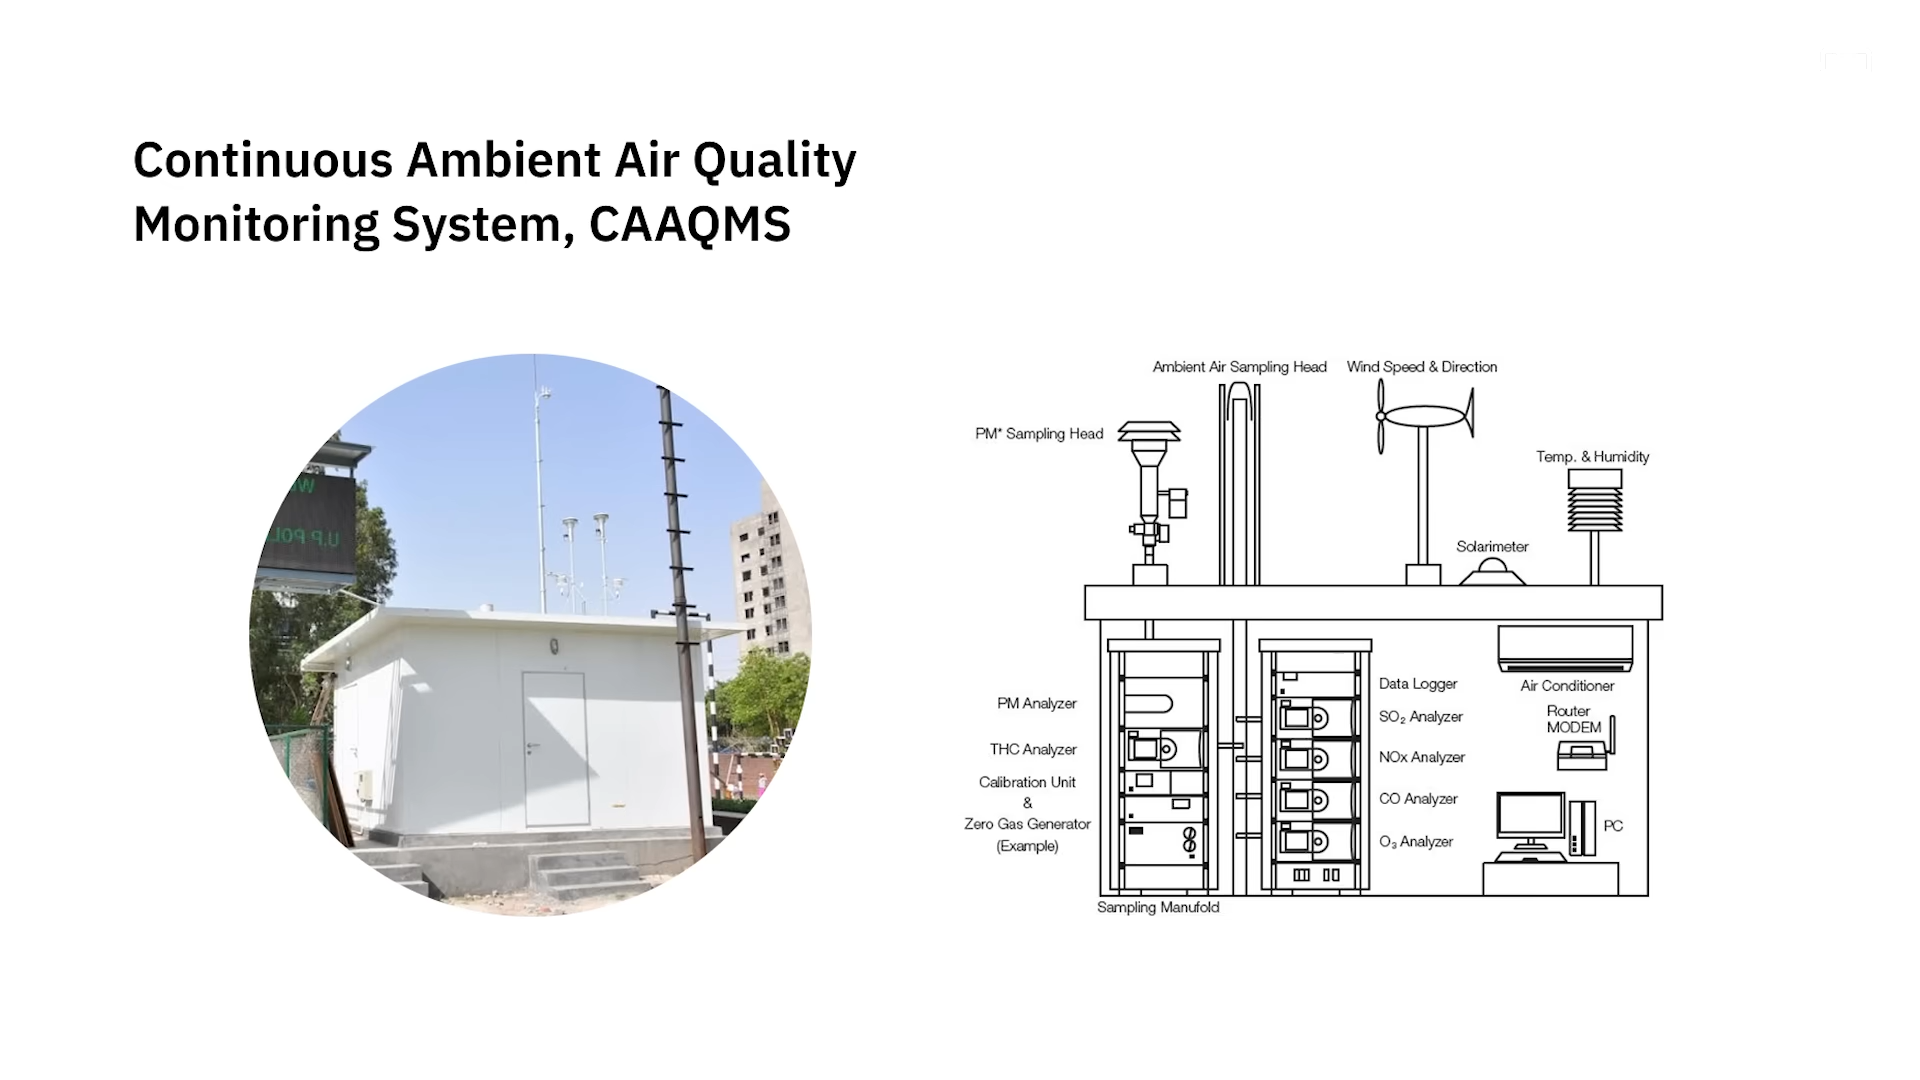 Continuous Ambient Air Quality
Monitoring System, CAAQMS
Ambient Air Sampling Head
Wind Speed & Direction
PM* Sampling Head
Temp. & Humidity
Solarimeter
PM Analyzer
THC Analyzer
Calibration Unit
&
Zero Gas Generator
(Example)
Sampling Manufold
Data Logger
SO₂ Analyzer
NOx Analyzer
CO Analyzer
O₃ Analyzer
Air Conditioner
Router
MODEM
PC